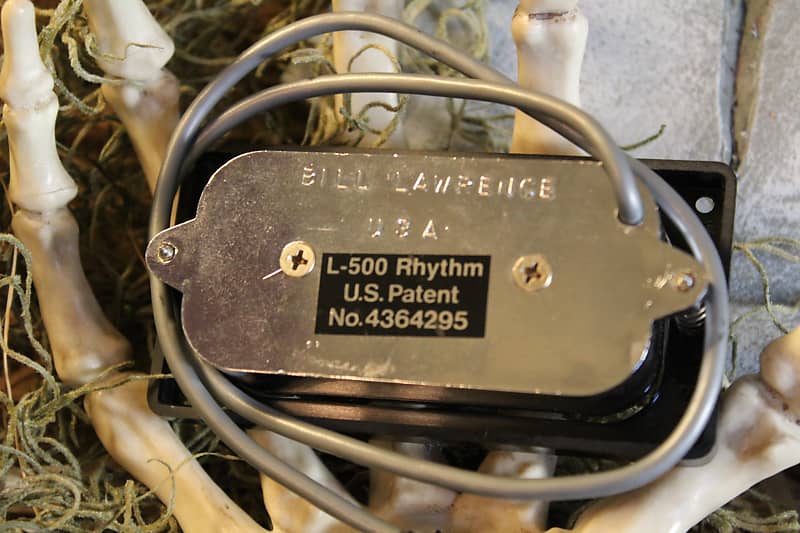 BILL LAWRENCE
USA
L-500 Rhythm
U.S. Patent
No.4364295